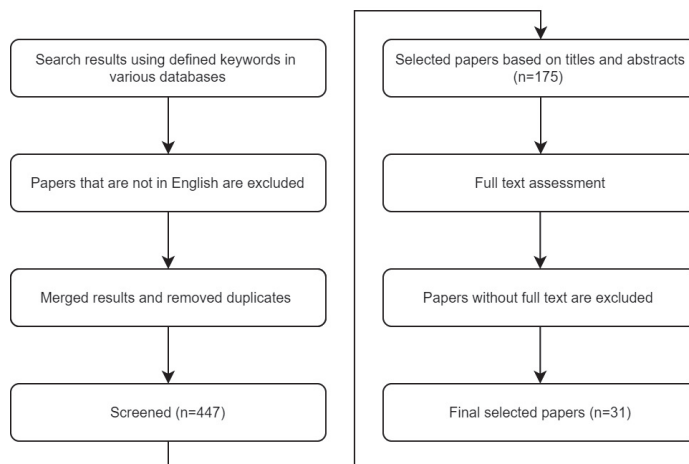 Search results using defined keywords in
various databases
Papers that are not in English are excluded
Merged results and removed duplicates
Screened (n=447)
Selected papers based on titles and abstracts
(n=175)
Full text assessment
Papers without full text are excluded
Final selected papers (n=31)